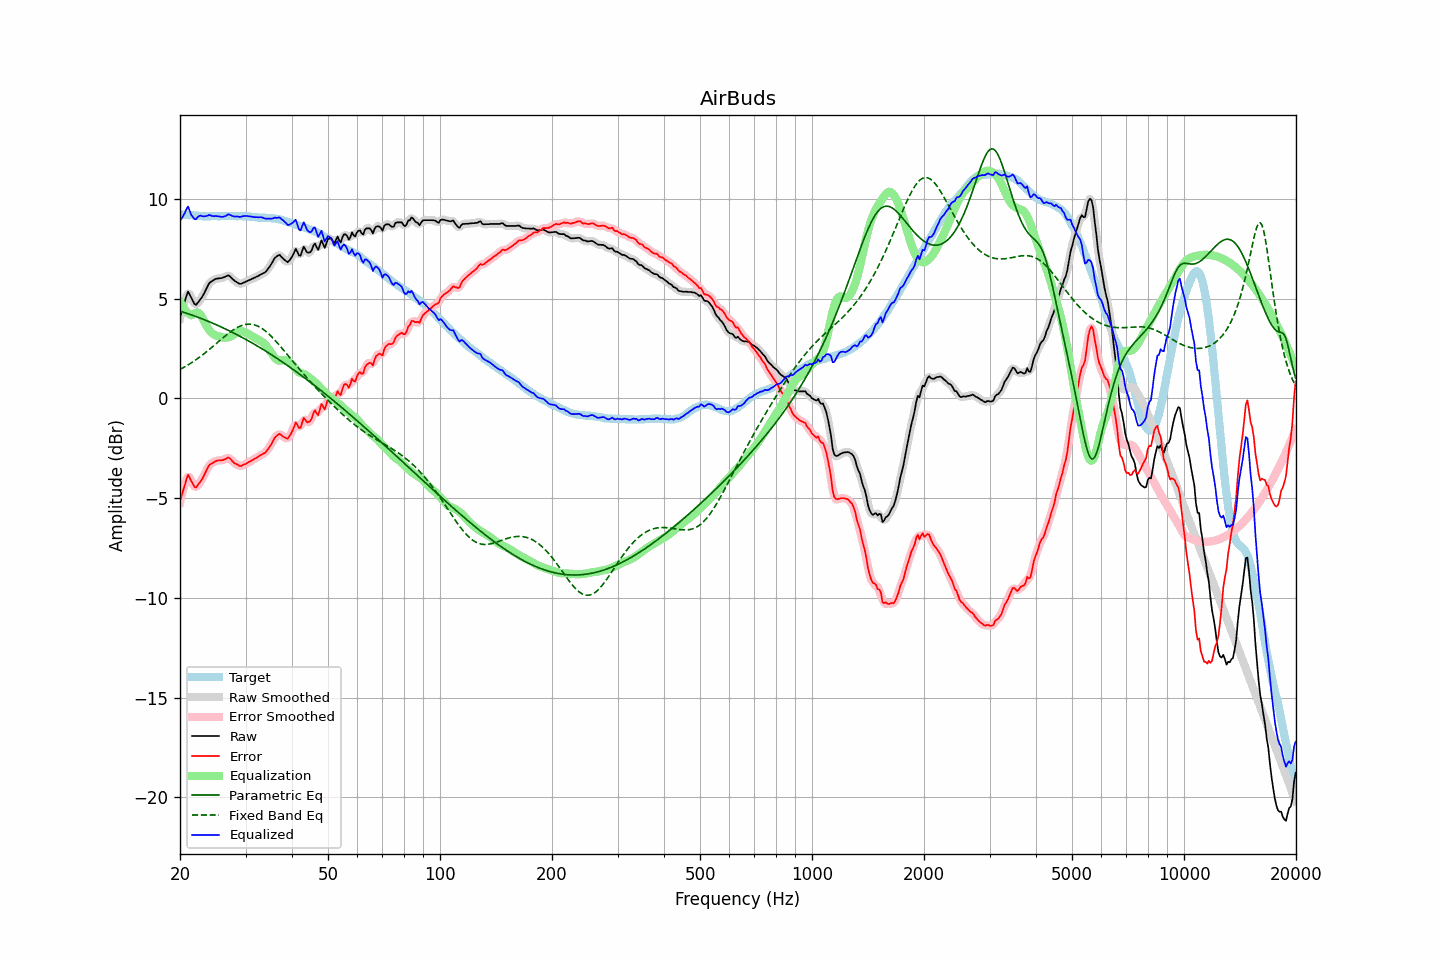 AirBuds
Amplitude (dBr)
10
5
0
−5
−10
−15
−20
Target
Raw Smoothed
Error Smoothed
Raw
Error
Equalization
Parametric Eq
Fixed Band Eq
Equalized
20 50 100 200 500 1000 2000 5000 10000 20000
Frequency (Hz)